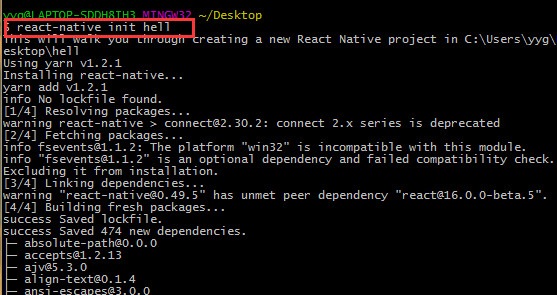 yyg@LAPTOP-SDDH8IH3 MINGW32 ~/Desktop
$ react-native init hell
This will walk you through creating a new React Native project in C:\Users\yyg\D
esktop\hell
Using yarn v1.2.1
Installing react-native...
yarn add v1.2.1
info No lockfile found.
[1/4] Resolving packages...
warning react-native > connect@2.30.2: connect 2.x series is deprecated
[2/4] Fetching packages...
info fsevents@1.1.2: The platform "win32" is incompatible with this module.
info "fsevents@1.1.2" is an optional dependency and failed compatibility check.
Excluding it from installation.
[3/4] Linking dependencies...
warning "react-native@0.49.5" has unmet peer dependency "react@16.0.0-beta.5".
[4/4] Building fresh packages...
success Saved lockfile.
success Saved 474 new dependencies.
├─ absolute-path@0.0.0
├─ accepts@1.2.13
├─ ajv@5.3.0
├─ align-text@0.1.4
├─ ansi-escapes@3.0.0